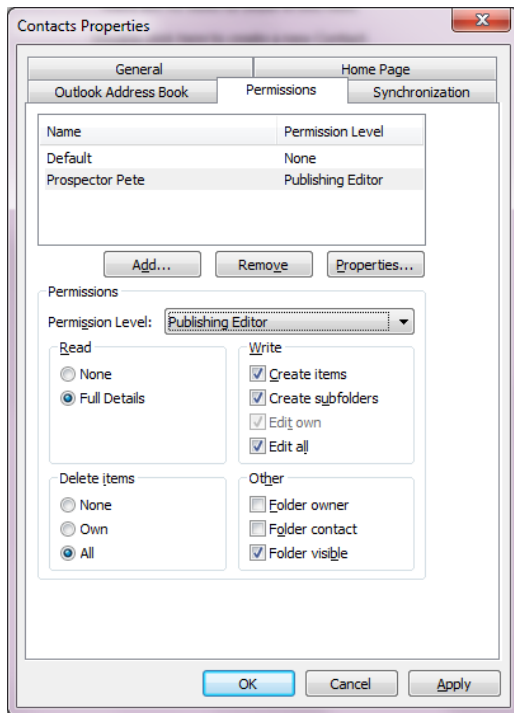 Contacts Properties
General Home Page
Outlook Address Book Permissions Synchronization
Name Permission Level
Default None
Prospector Pete Publishing Editor
Add... Remove Properties...
Permissions
Permission Level: Publishing Editor
Read Write
None Create items
Full Details Create subfolders
Edit own
Edit all
Delete items Other
None Folder owner
Own Folder contact
All Folder visible
OK Cancel Apply